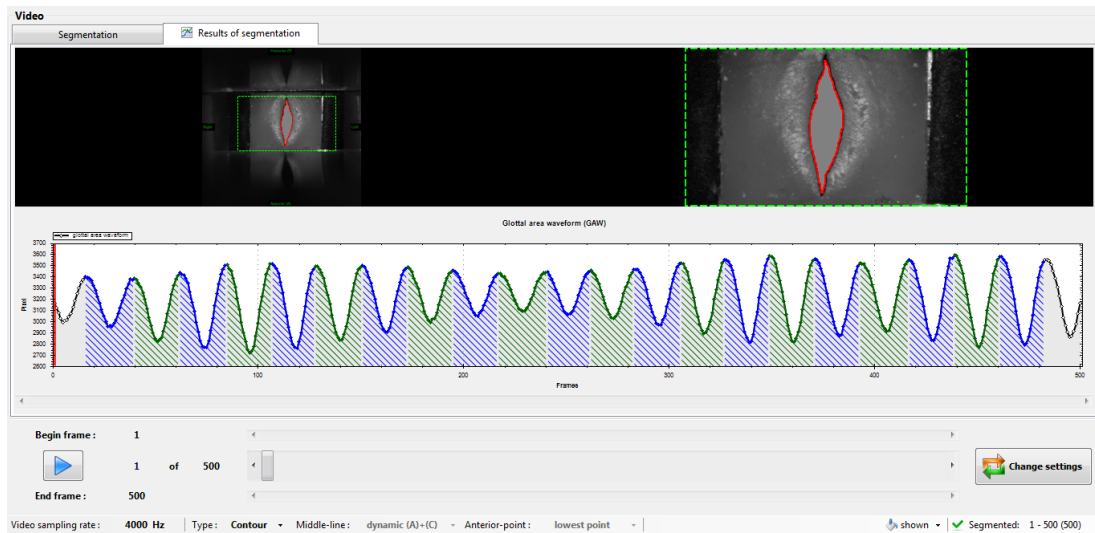 Video
Segmentation
Results of segmentation
Posterior
Right
Left
Glottal area waveform (GAW)
glottal area waveform
3700
3600
3500
3400
3300
3200
3100
3000
2900
2800
2700
2600
Pixel
0 100 200 300 400 500
Frames
Begin frame : 1
1 of 500
Change settings
End frame : 500
Video sampling rate : 4000 Hz Type : Contour Middle-line : dynamic (A)+(C) Anterior-point : lowest point shown Segmented: 1 - 500 (500)